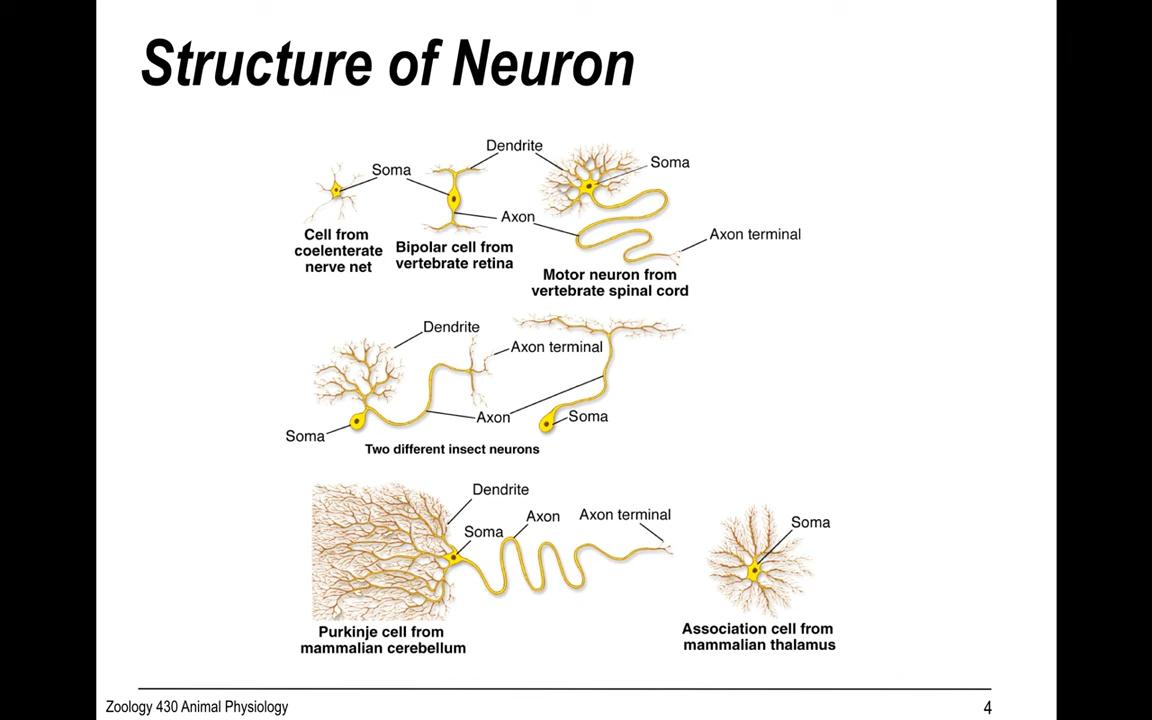 Structure of Neuron
Dendrite
Soma
Soma
Axon
Axon terminal
Cell from
coelenterate
nerve net
Bipolar cell from
vertebrate retina
Motor neuron from
vertebrate spinal cord
Dendrite
Axon terminal
Axon
Soma
Soma
Two different insect neurons
Dendrite
Soma
Axon
Axon terminal
Soma
Purkinje cell from
mammalian cerebellum
Association cell from
mammalian thalamus
Zoology 430 Animal Physiology
4